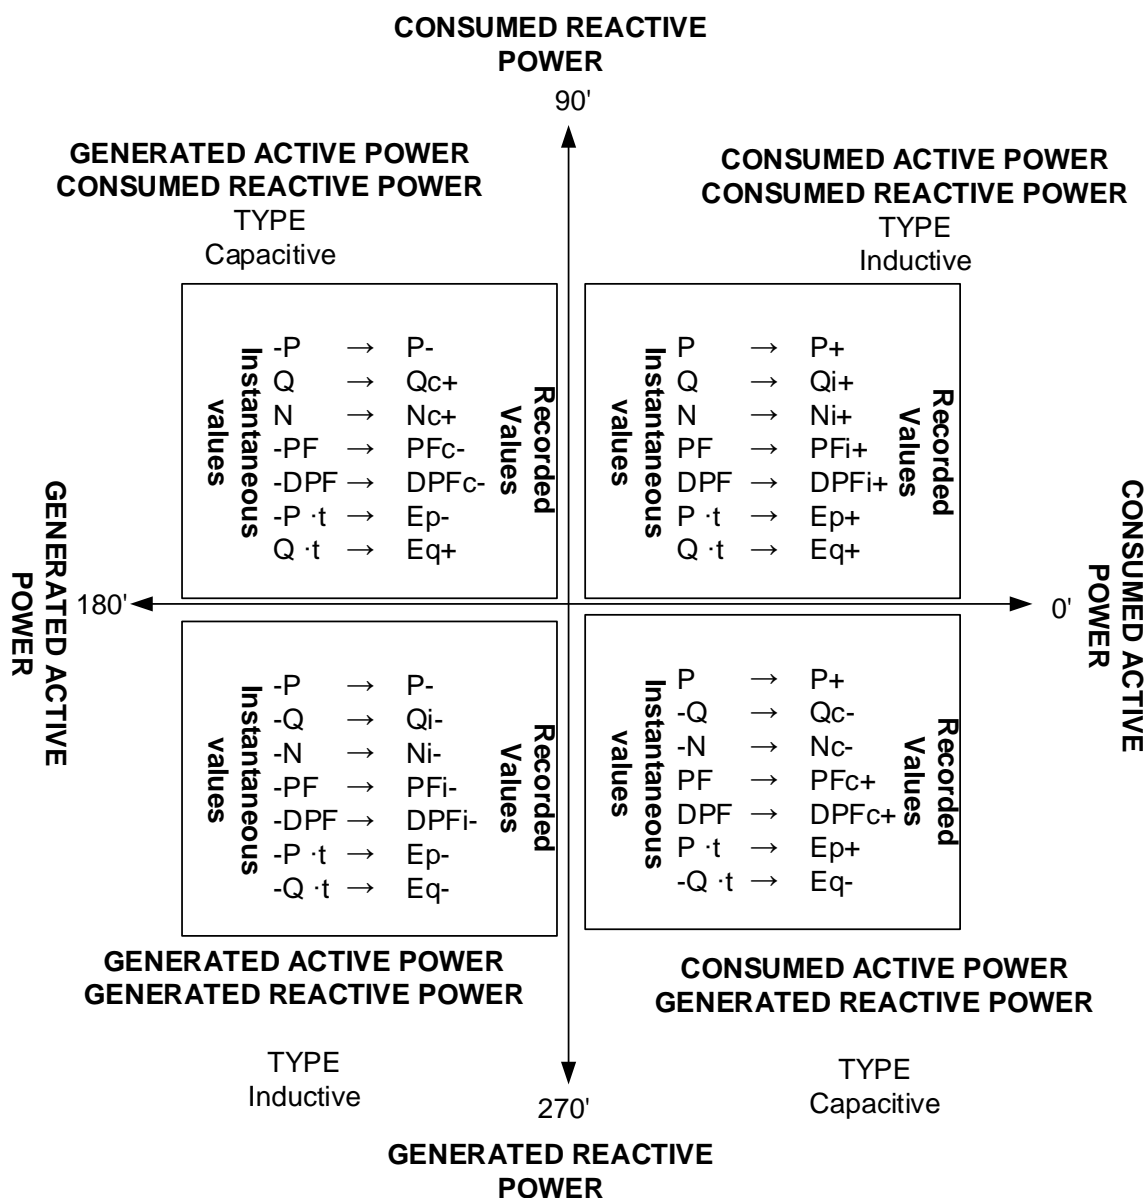 CONSUMED REACTIVE
POWER
90'
GENERATED ACTIVE POWER
CONSUMED REACTIVE POWER
TYPE
Capacitive
CONSUMED ACTIVE POWER
CONSUMED REACTIVE POWER
TYPE
Inductive
Instantaneous
values
-P → P-
Q → Qc+
N → Nc+
-PF → PFc-
-DPF → DPFc-
-P ·t → Ep-
Q ·t → Eq+
Recorded
Values
Instantaneous
values
P → P+
Q → Qi+
N → Ni+
PF → PFi+
DPF → DPFi+
P ·t → Ep+
Q ·t → Eq+
Recorded
Values
GENERATED ACTIVE
POWER
180'
0'
CONSUMED ACTIVE
POWER
Instantaneous
values
-P → P-
-Q → Qi-
-N → Ni-
-PF → PFi-
-DPF → DPFi-
-P ·t → Ep-
-Q ·t → Eq-
Recorded
Values
Instantaneous
values
P → P+
-Q → Qc-
-N → Nc-
PF → PFc+
DPF → DPFc+
P ·t → Ep+
-Q ·t → Eq-
Recorded
Values
GENERATED ACTIVE POWER
GENERATED REACTIVE POWER
TYPE
Inductive
CONSUMED ACTIVE POWER
GENERATED REACTIVE POWER
TYPE
Capacitive
270'
GENERATED REACTIVE
POWER